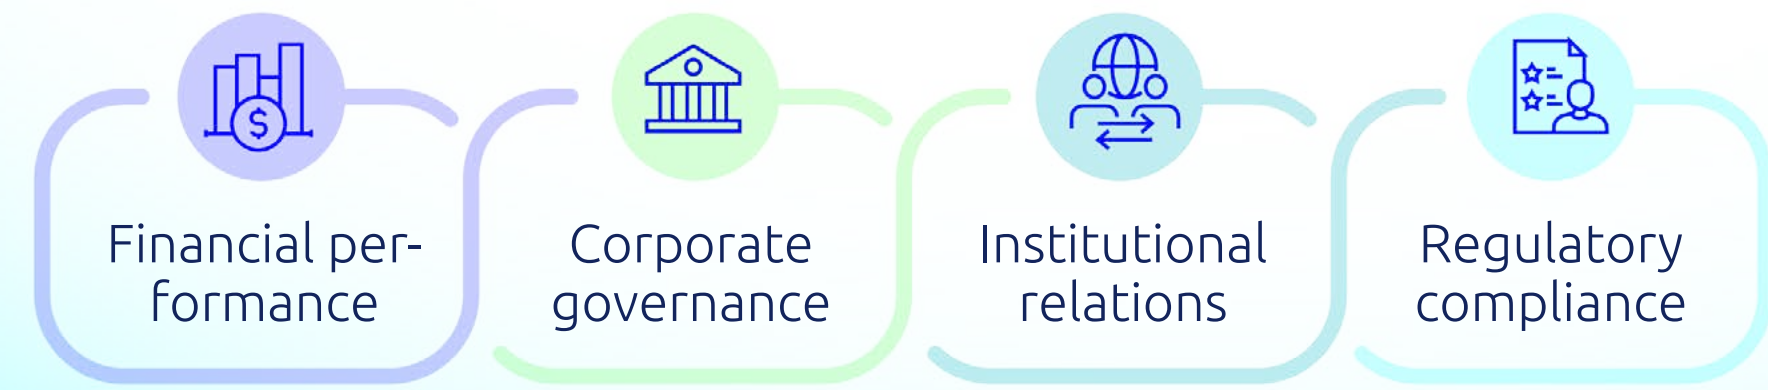 Financial per-
formance
Corporate
governance
Institutional
relations
Regulatory
compliance
$